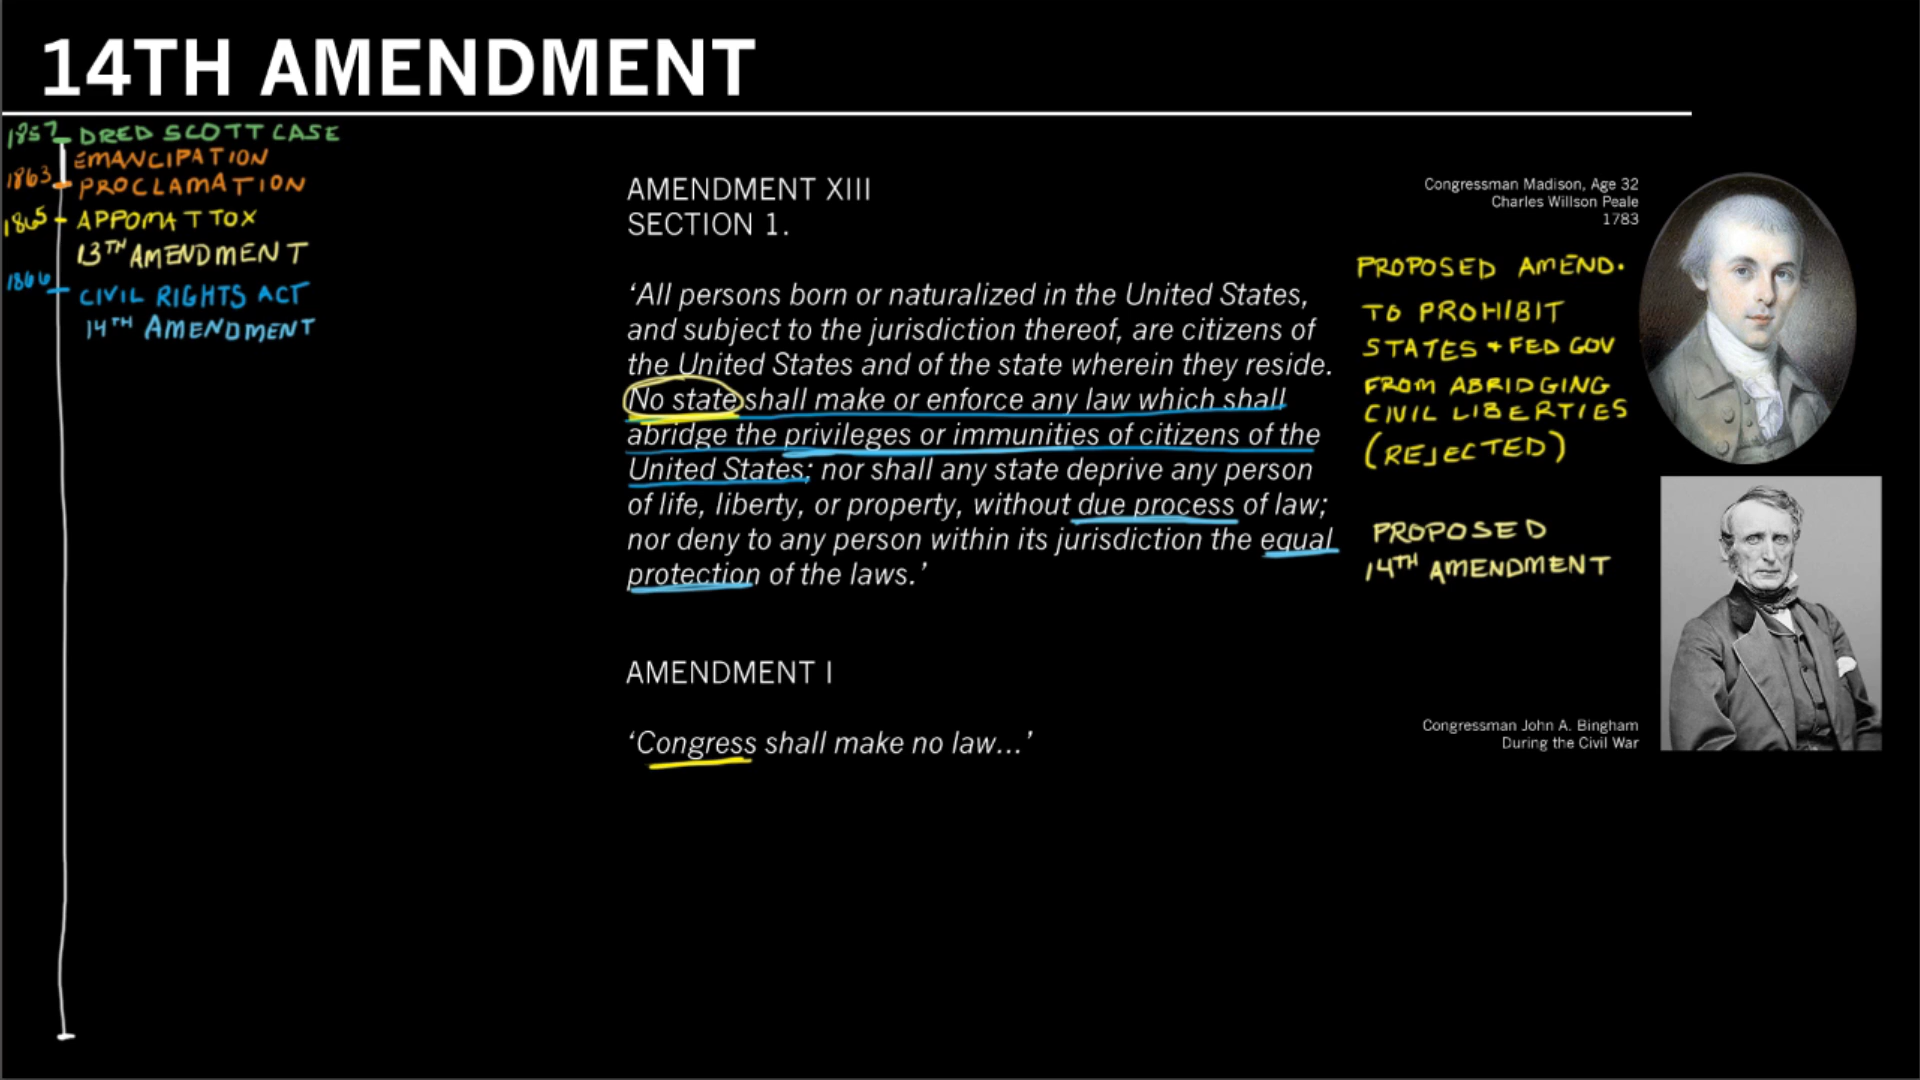 14TH AMENDMENT
1857 DRED SCOTT CASE
EMANCIPATION
1863 PROCLAMATION
1865 APPOMATTOX
13TH AMENDMENT
1866
CIVIL RIGHTS ACT
14TH AMENDMENT
AMENDMENT XIII
SECTION 1.
‘All persons born or naturalized in the United States,
and subject to the jurisdiction thereof, are citizens of
the United States and of the state wherein they reside.
No state shall make or enforce any law which shall
abridge the privileges or immunities of citizens of the
United States; nor shall any state deprive any person
of life, liberty, or property, without due process of law;
nor deny to any person within its jurisdiction the equal
protection of the laws.’
AMENDMENT I
‘Congress shall make no law...’
Congressman Madison, Age 32
Charles Willson Peale
1783
PROPOSED AMEND.
TO PROHIBIT
STATES + FED GOV
FROM ABRIDGING
CIVIL LIBERTIES
(REJECTED)
PROPOSED
14TH AMENDMENT
Congressman John A. Bingham
During the Civil War